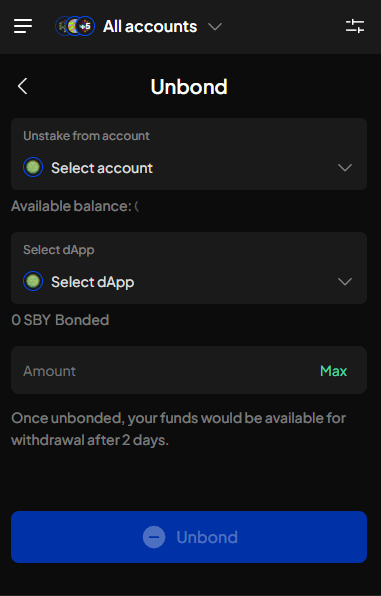 +5 All accounts
Unbond
Unstake from account
Select account
Available balance: (
Select dApp
Select dApp
0 SBY Bonded
Amount Max
Once unbonded, your funds would be available for
withdrawal after 2 days.
Unbond